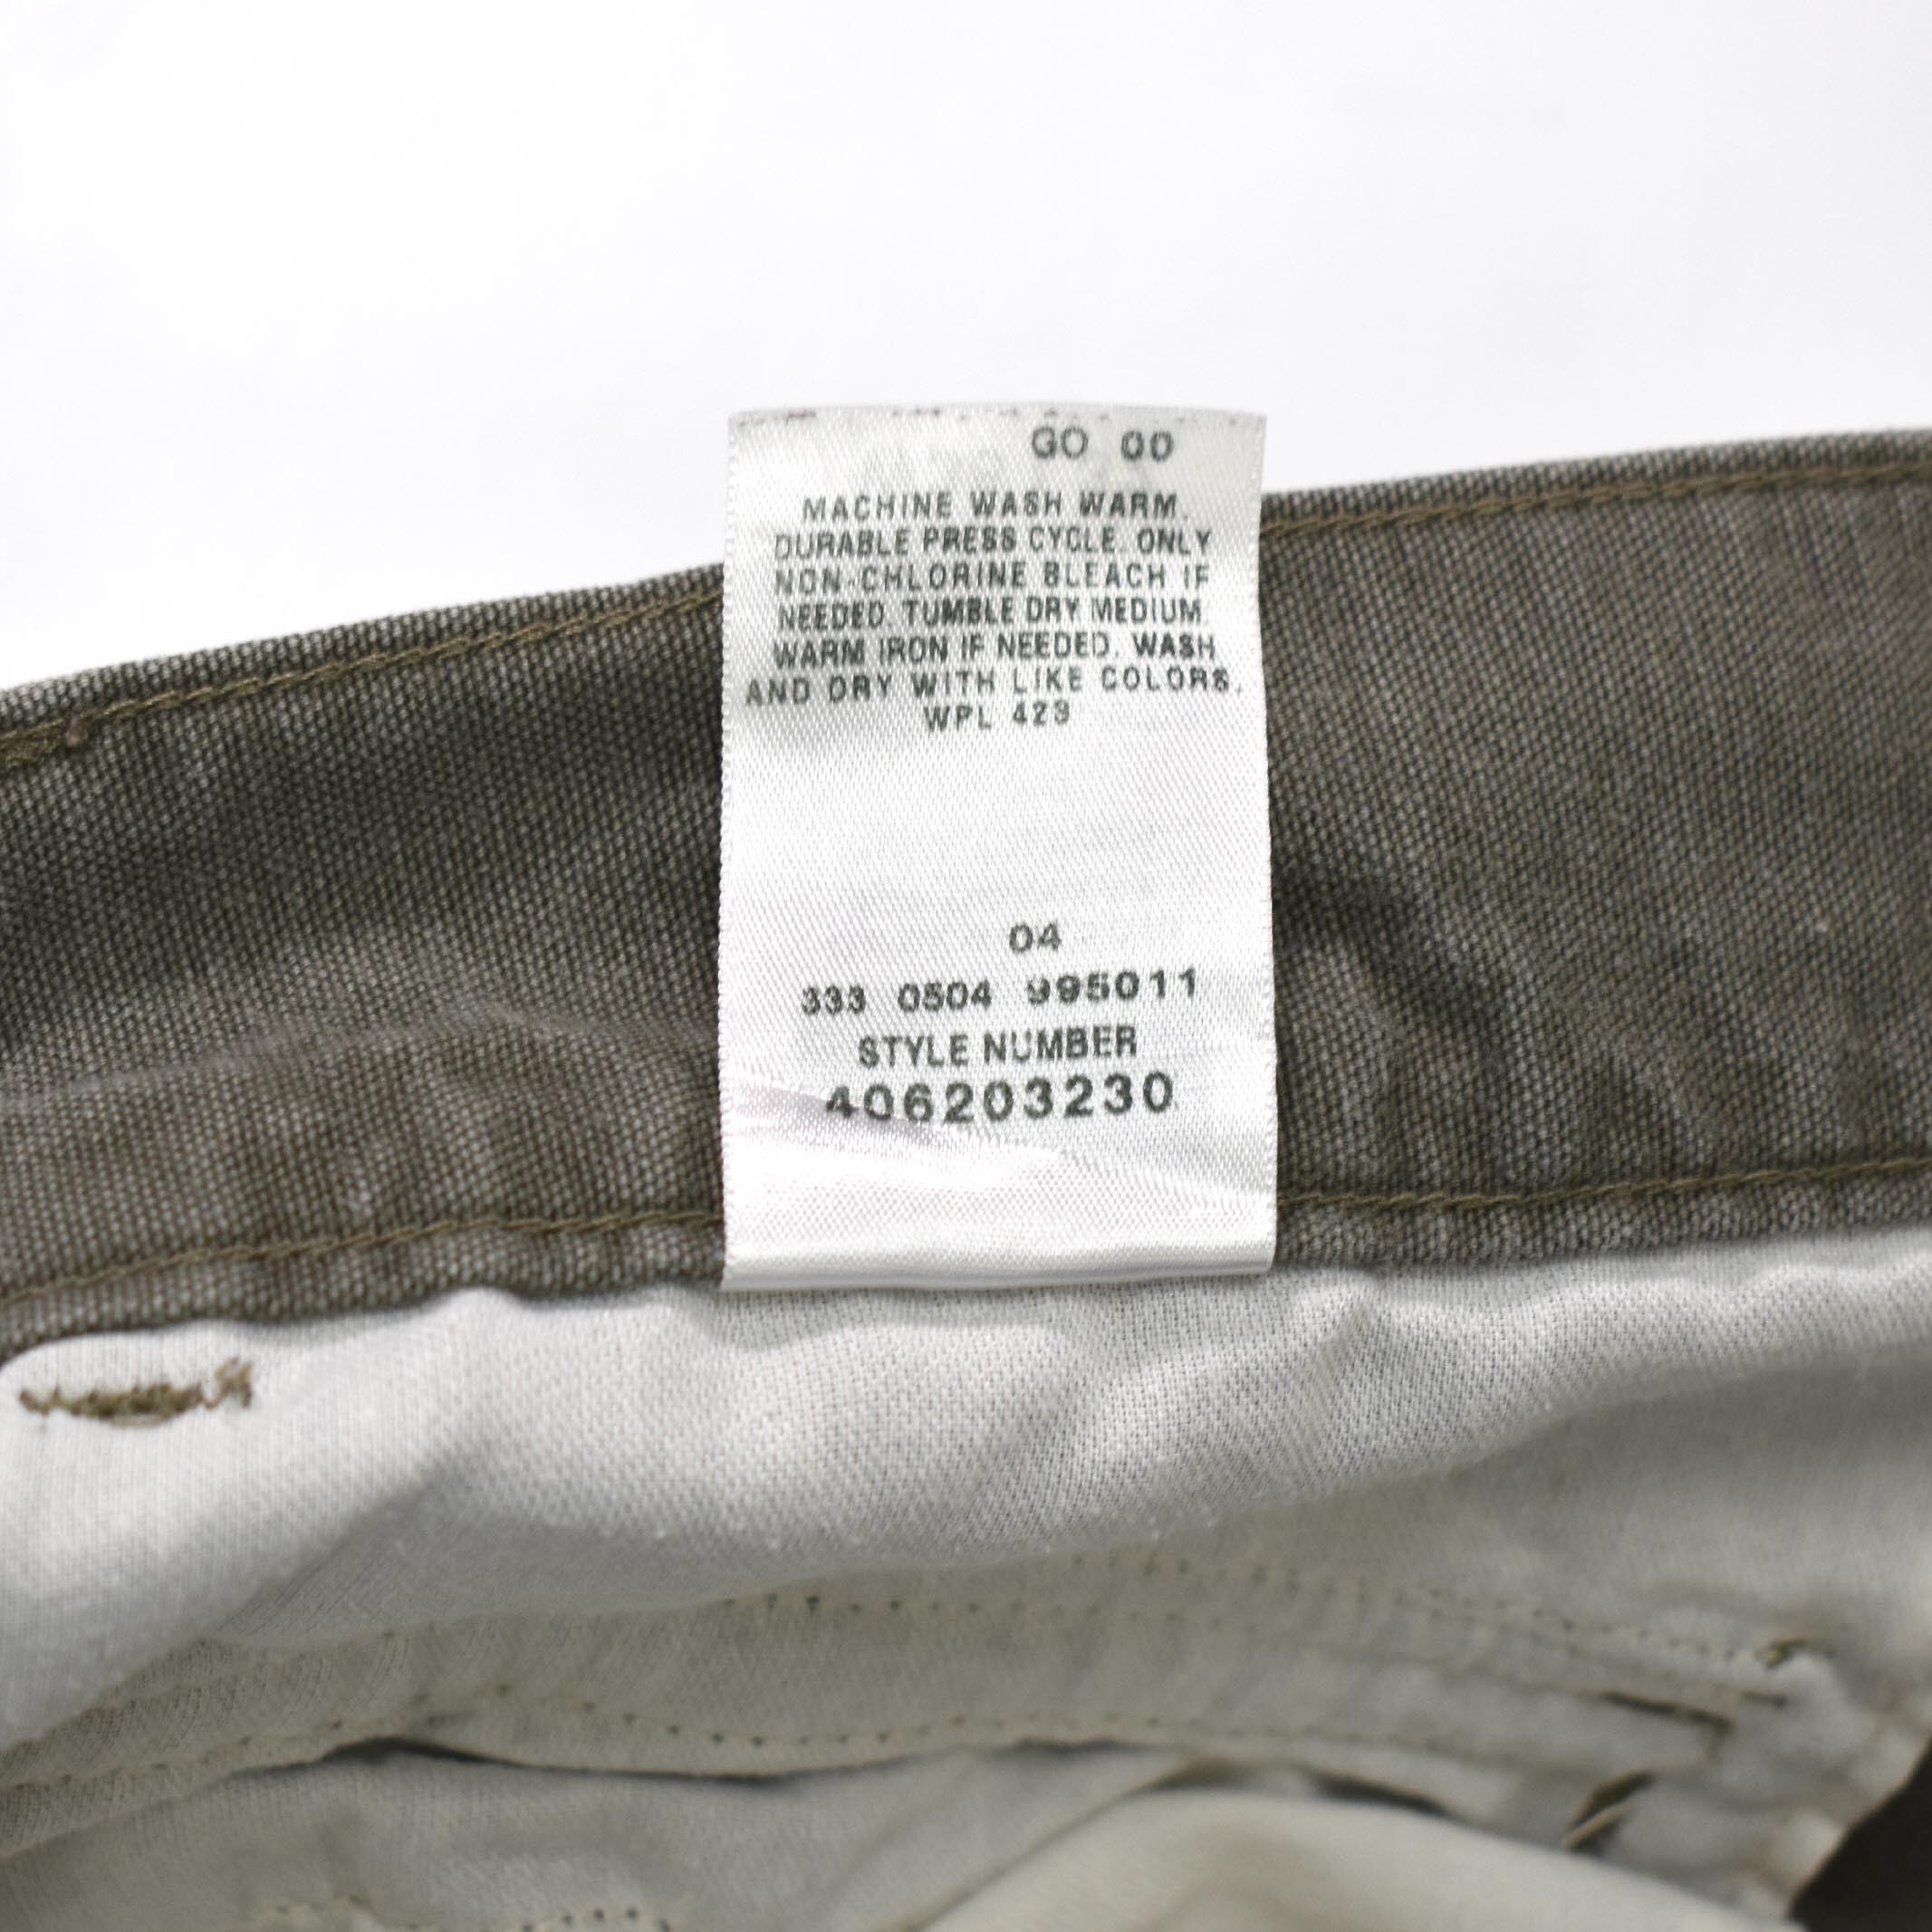 GO 00
MACHINE WASH WARM.
DURABLE PRESS CYCLE. ONLY
NON-CHLORINE BLEACH IF
NEEDED. TUMBLE DRY MEDIUM.
WARM IRON IF NEEDED. WASH
AND DRY WITH LIKE COLORS.
WPL 423
04
333 0504 995011
STYLE NUMBER
406203230